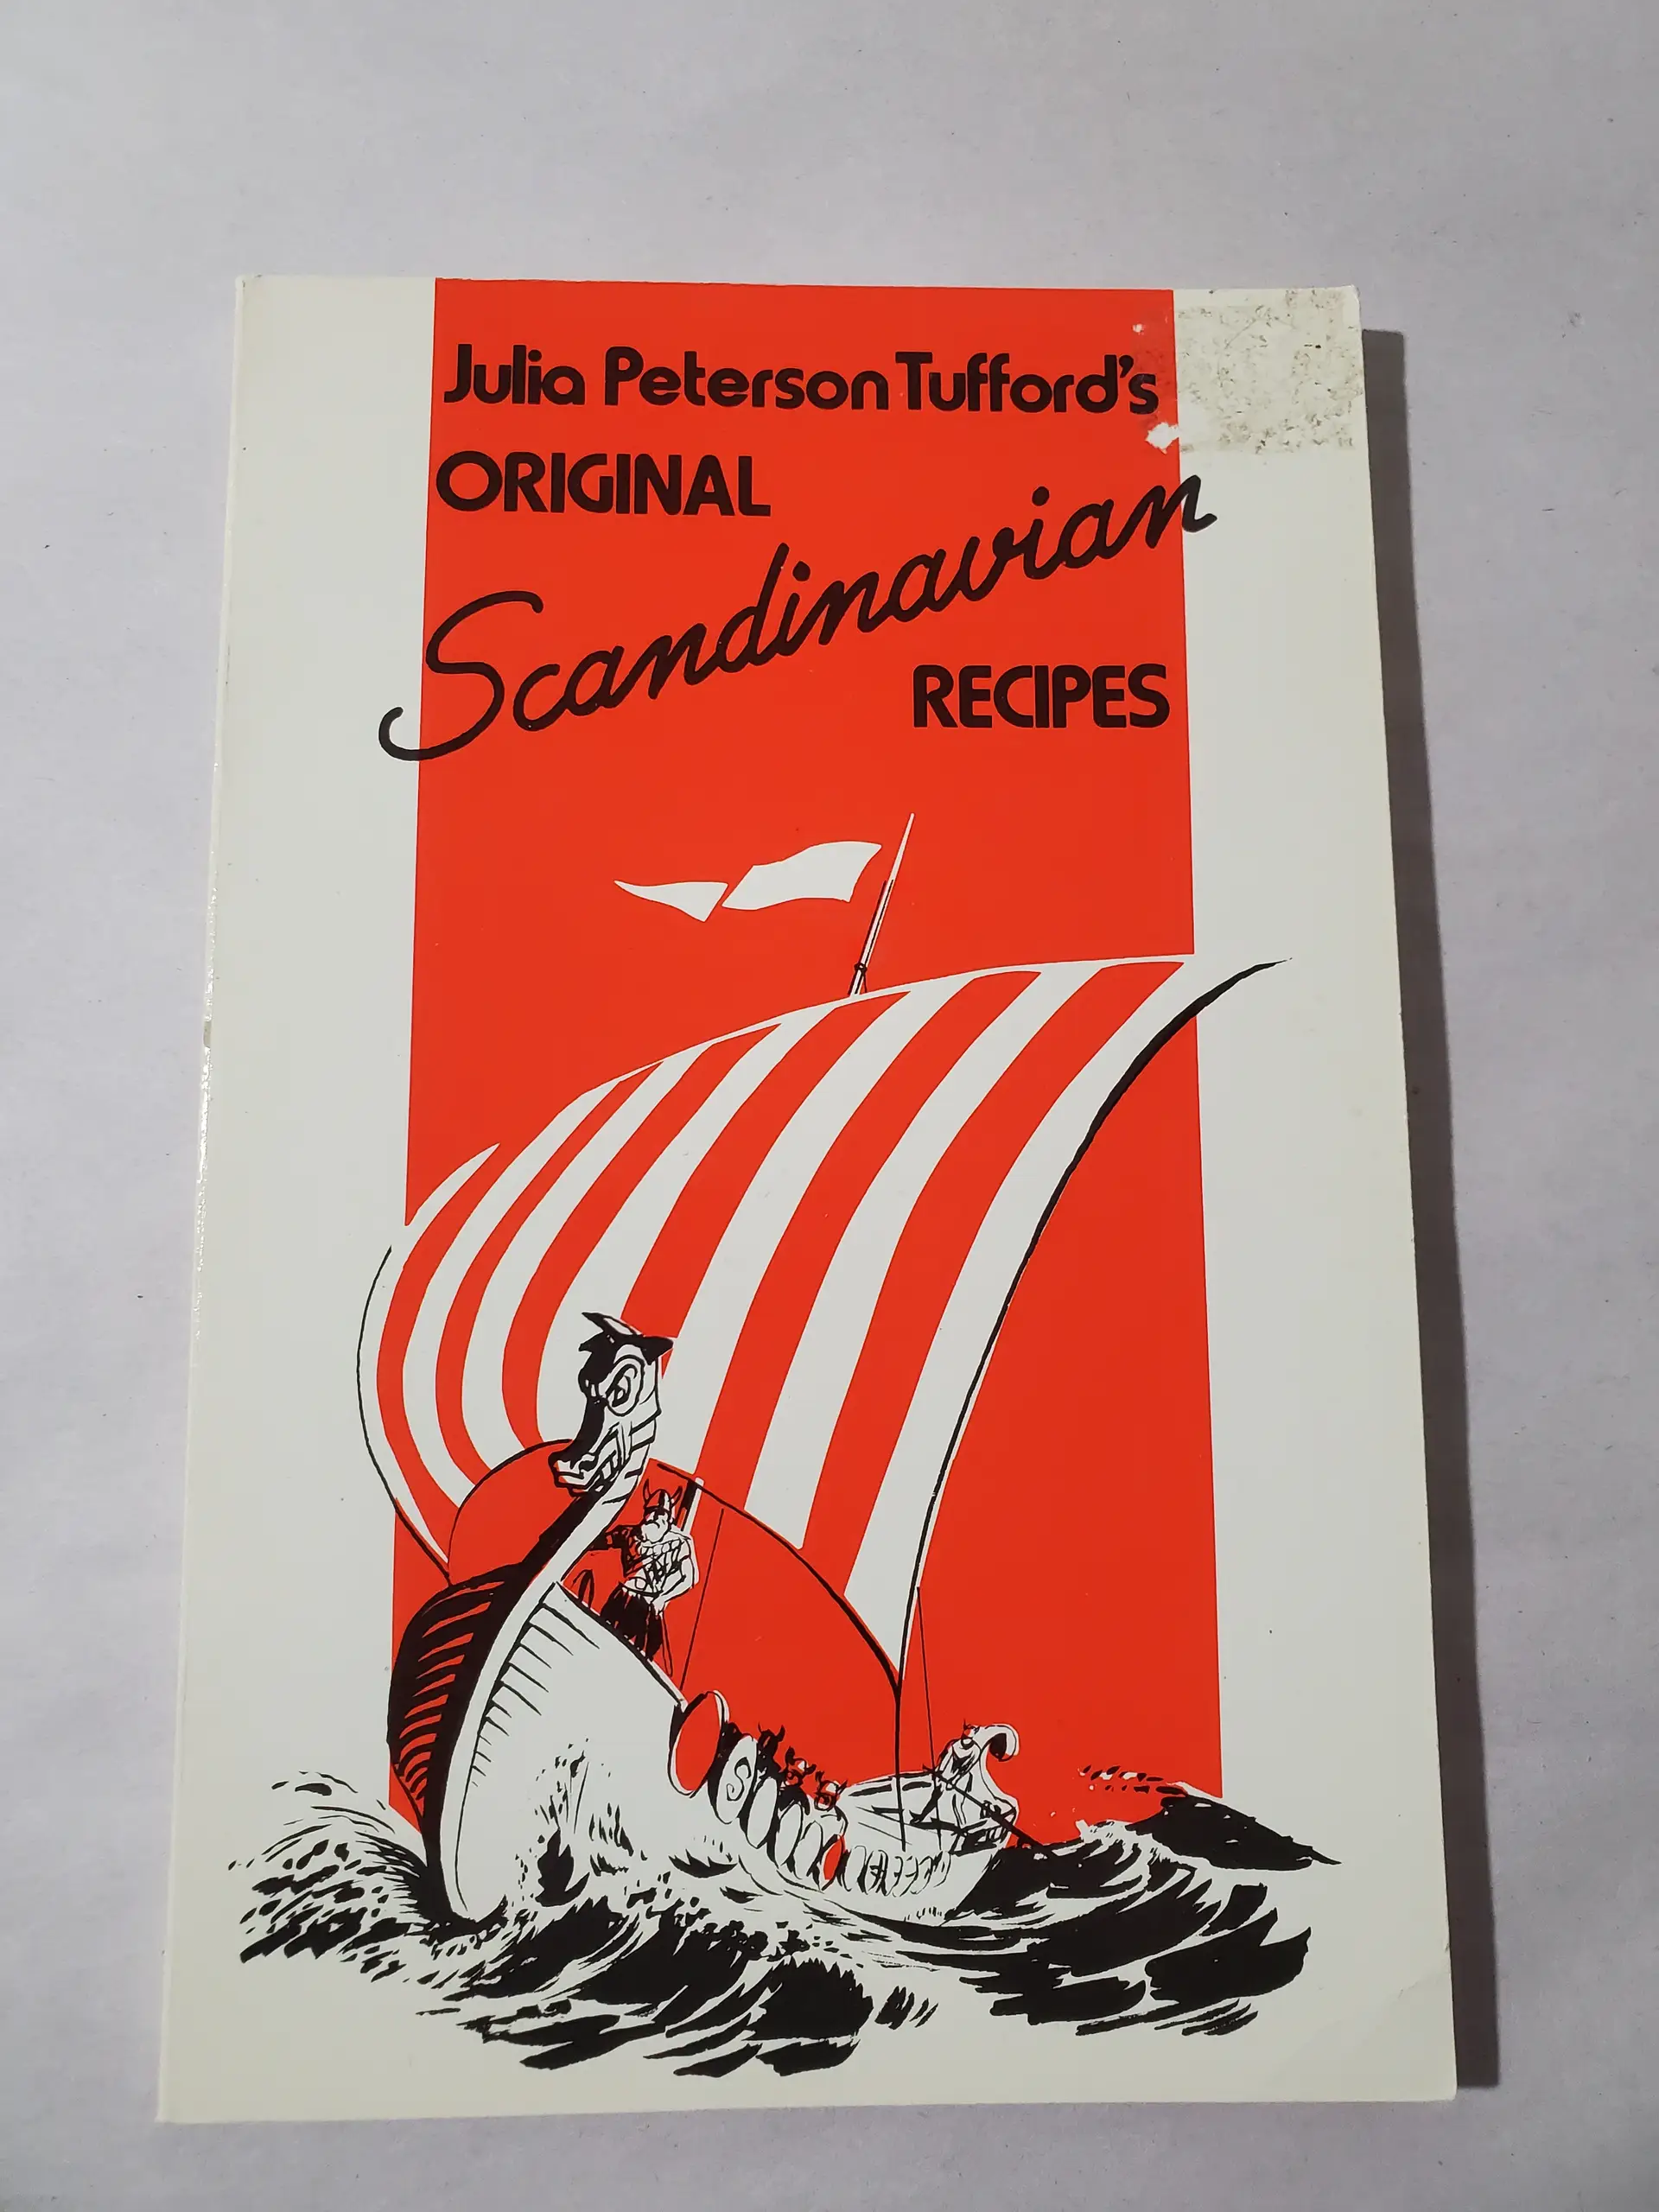 Julia Peterson Tufford's
ORIGINAL
Scandinavian
RECIPES